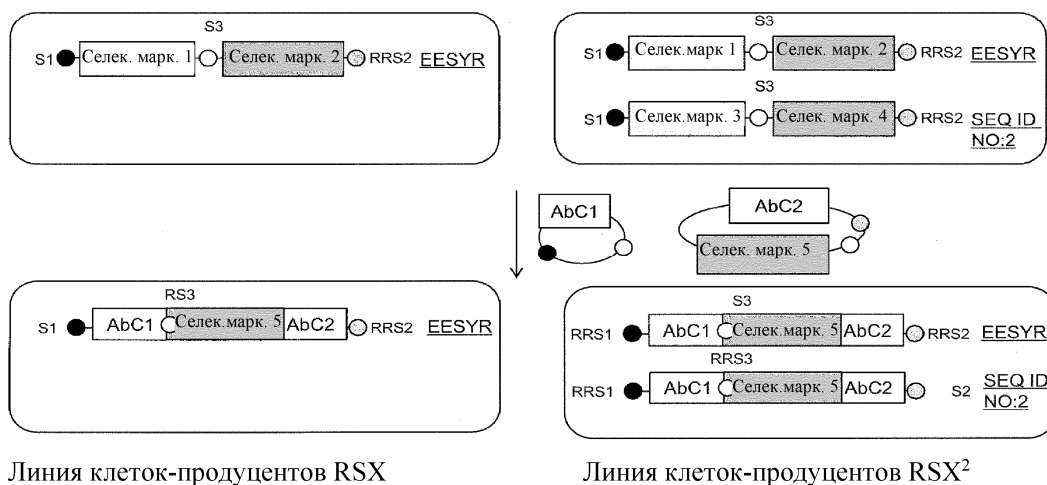 S3
S1 Селек. марк. 1 Селек. марк. 2 RRS2 EESYR
S3
S1 Селек.марк 1 Селек. марк. 2 RRS2 EESYR
S3
S1 Селек. марк. 3 Селек. марк. 4 RRS2 SEQ ID
NO:2
AbC1
AbC2
Селек. марк. 5
RS3
S1 AbC1 Селек.марк. 5 AbC2 RRS2 EESYR
S3
RRS1 AbC1 Селек.марк. 5 AbC2 RRS2 EESYR
RRS3
RRS1 AbC1 Селек.марк. 5 AbC2 S2 SEQ ID
NO:2
Линия клеток-продуцентов RSX
Линия клеток-продуцентов RSX²